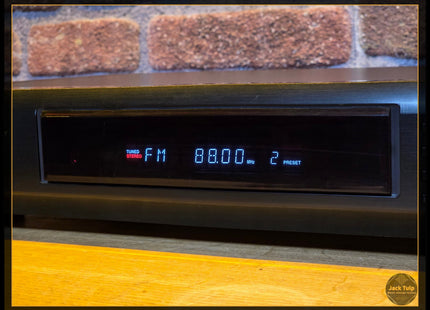 TUNED
STEREO
FM 88.00 MHz 2 PRESET
Jack Tulp